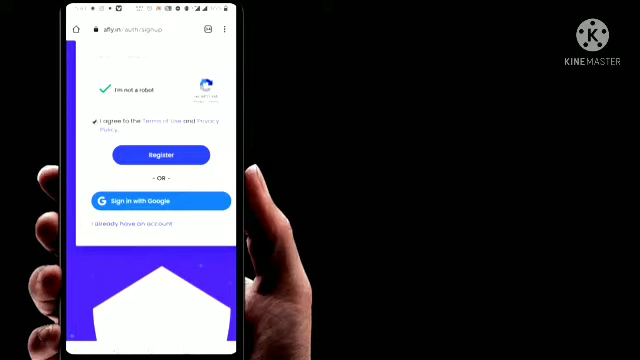 afly.in/auth/signup
I'm not a robot
I agree to the Terms of Use and Privacy
Policy.
Register
- OR -
G Sign in with Google
I already have an account
K
KINEMASTER